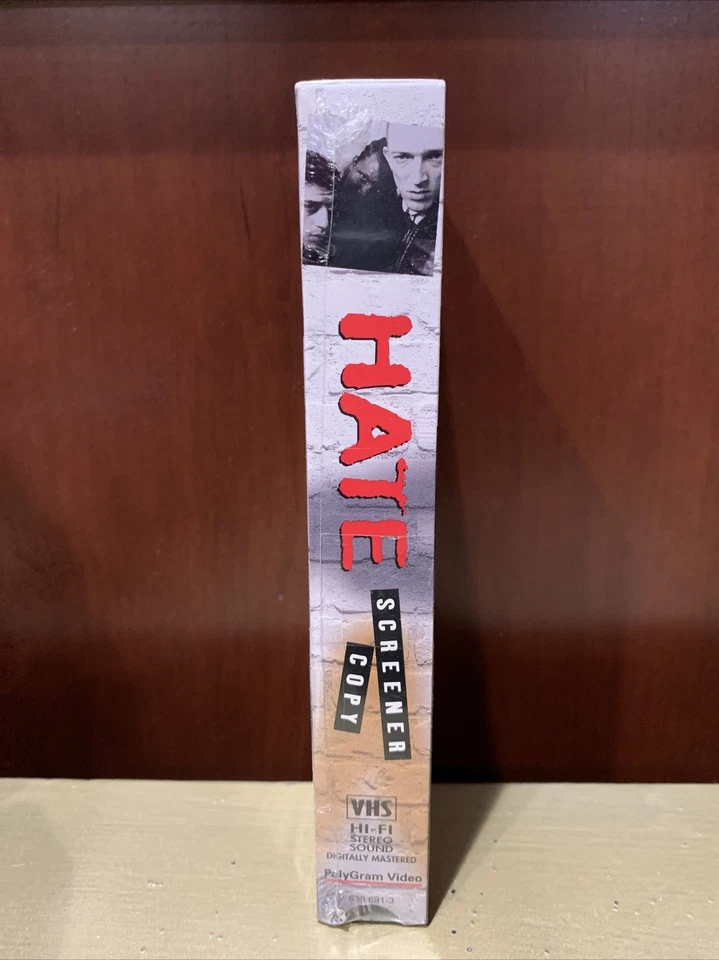 HATE
SCREENER
COPY
VHS
HI-FI
STEREO
SOUND
DIGITALLY MASTERED
PolyGram Video